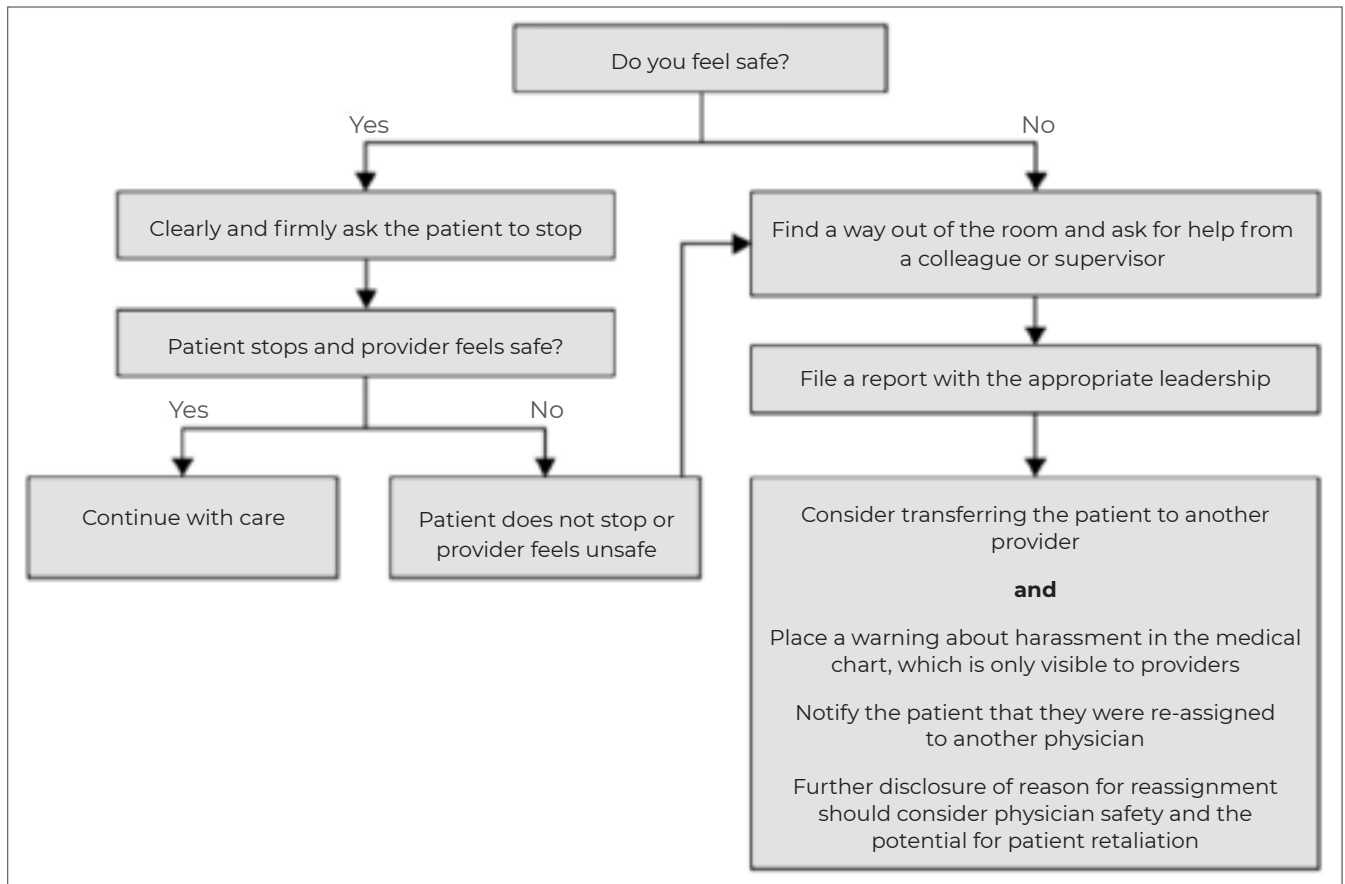 Do you feel safe?
Yes
No
Clearly and firmly ask the patient to stop
Find a way out of the room and ask for help from
a colleague or supervisor
Patient stops and provider feels safe?
File a report with the appropriate leadership
Yes
No
Continue with care
Patient does not stop or
provider feels unsafe
Consider transferring the patient to another
provider
and
Place a warning about harassment in the medical
chart, which is only visible to providers
Notify the patient that they were re-assigned
to another physician
Further disclosure of reason for reassignment
should consider physician safety and the
potential for patient retaliation